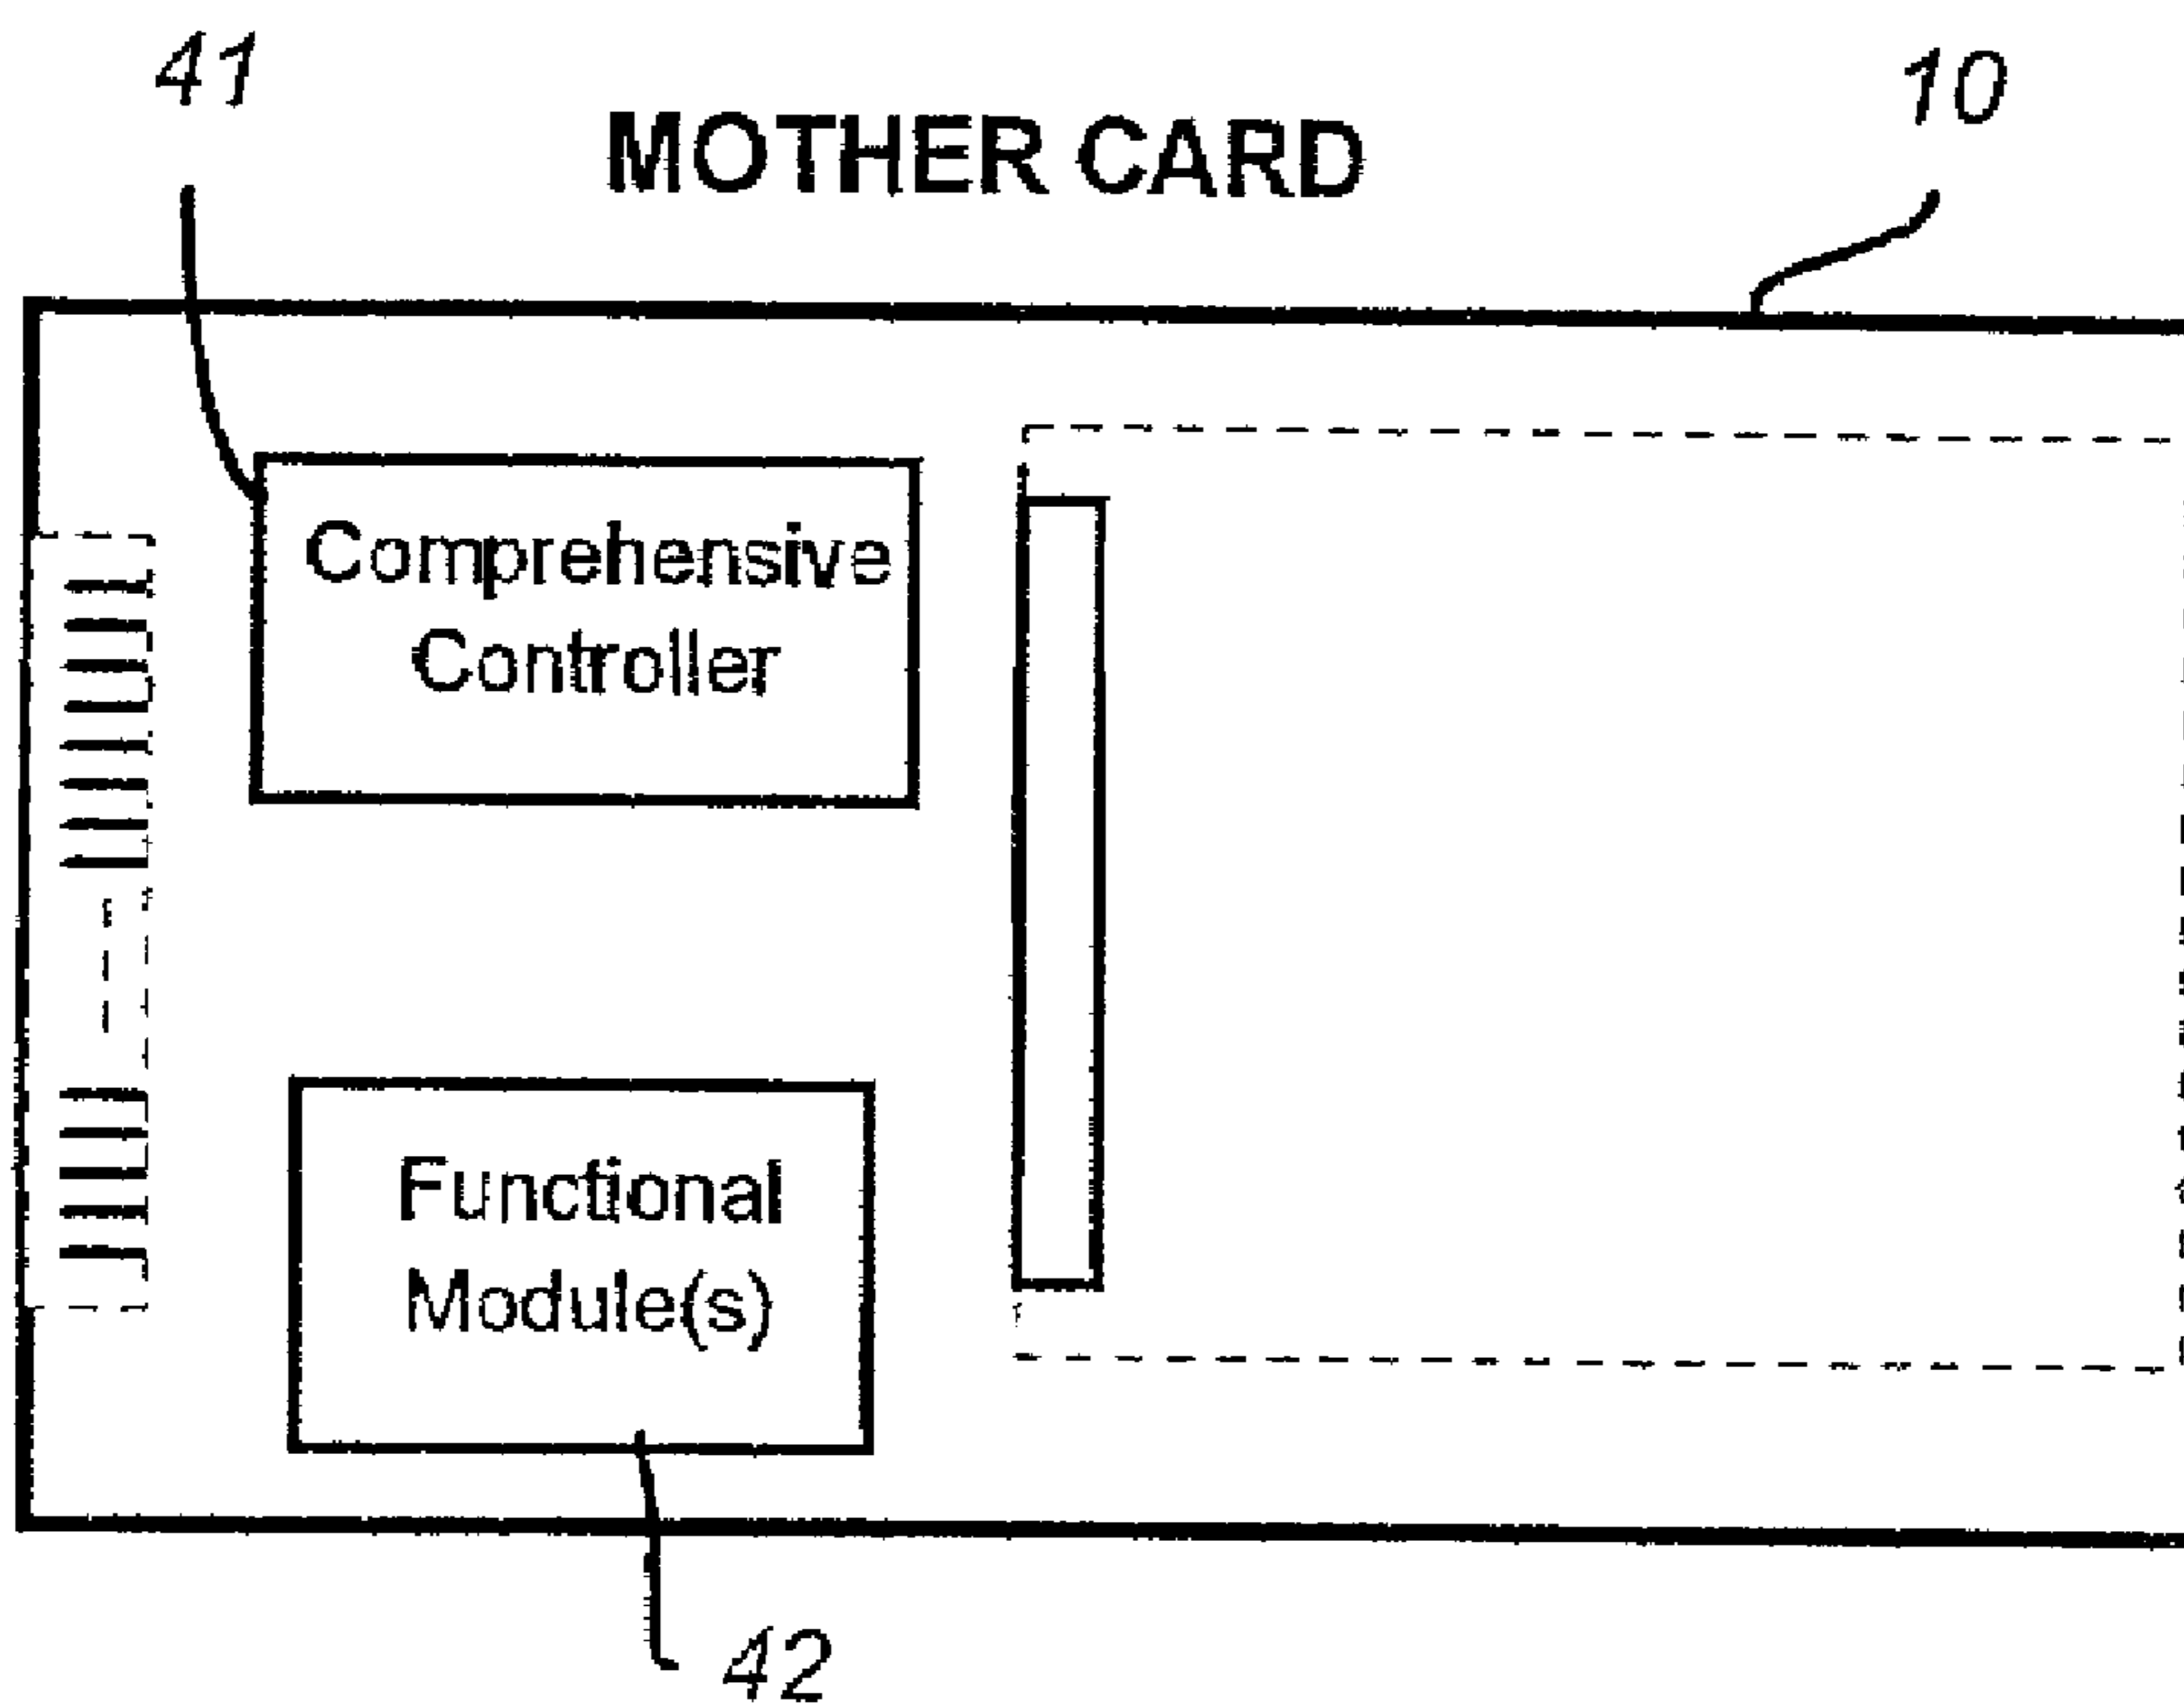 41
10
MOTHER CARD
Comprehensive
Controller
Functional
Module(s)
42